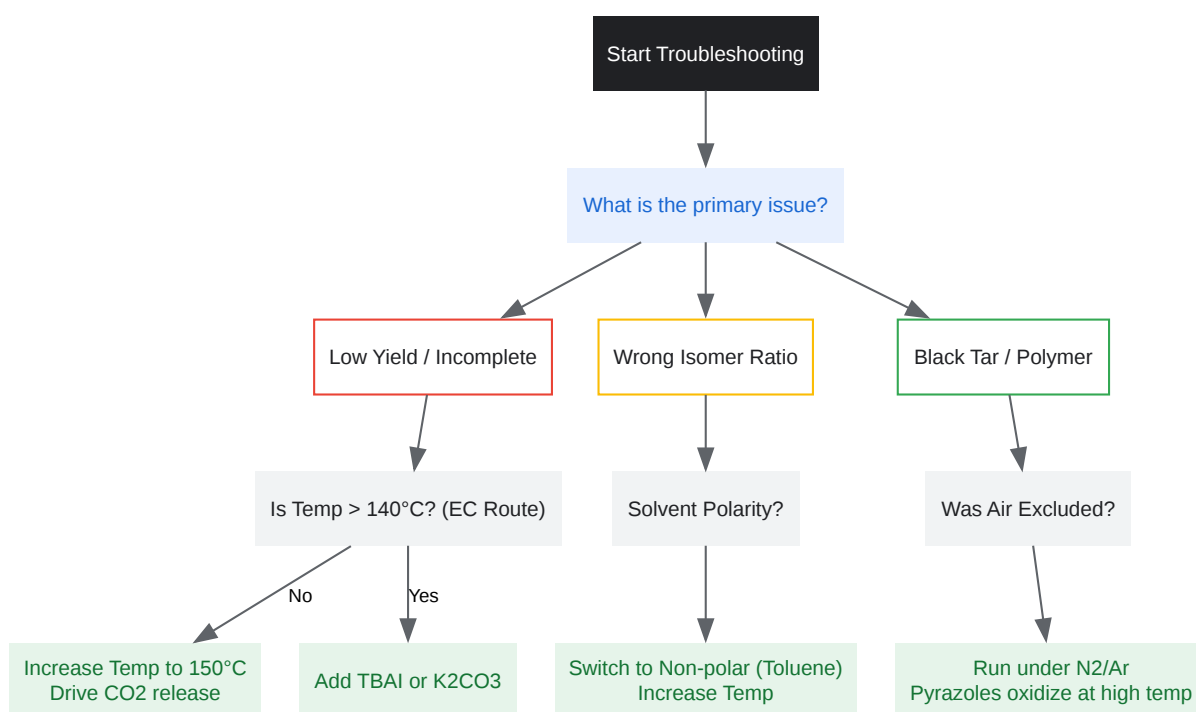 Start Troubleshooting
What is the primary issue?
Low Yield / Incomplete
Wrong Isomer Ratio
Black Tar / Polymer
Is Temp > 140°C? (EC Route)
Solvent Polarity?
Was Air Excluded?
No
Yes
Increase Temp to 150°C
Drive CO2 release
Add TBAI or K2CO3
Switch to Non-polar (Toluene)
Increase Temp
Run under N2/Ar
Pyrazoles oxidize at high temp